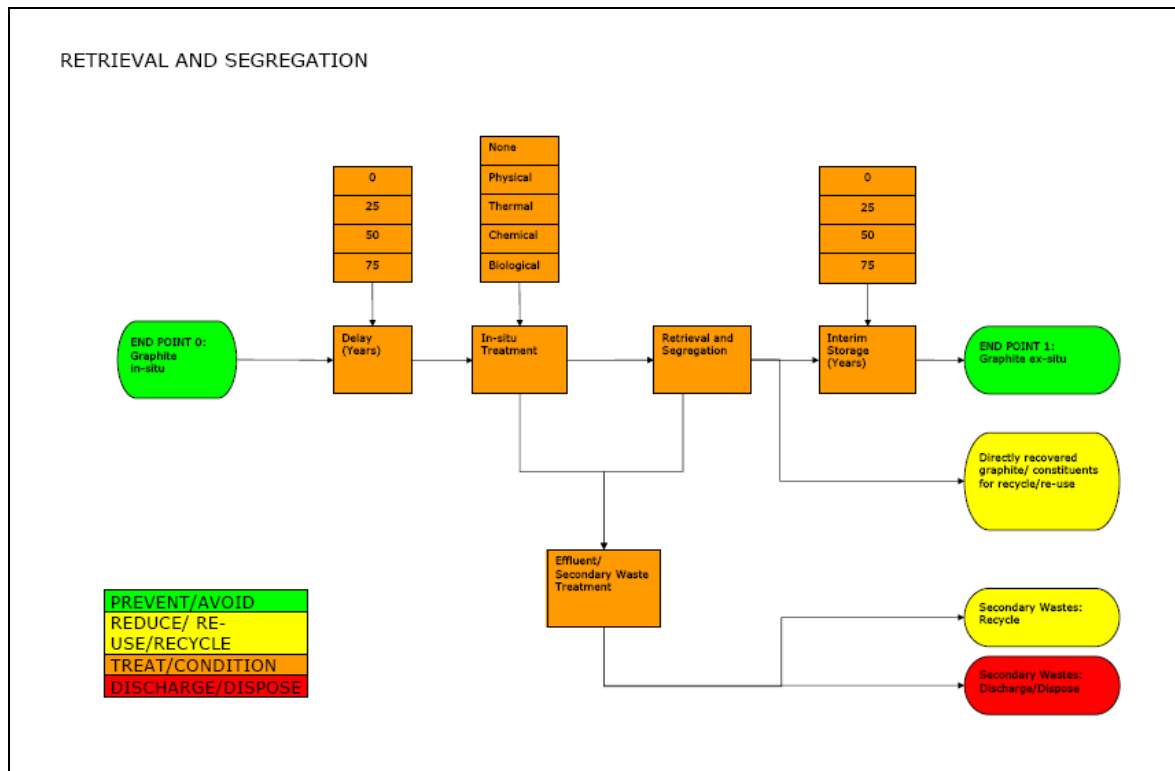 RETRIEVAL AND SEGREGATION
None
Physical
Thermal
Chemical
Biological
0
25
50
75
0
25
50
75
END POINT 0:
Graphite
in-situ
Delay
(Years)
In-situ
Treatment
Retrieval and
Segregation
Interim
Storage
(Years)
END POINT 1:
Graphite ex-situ
Directly recovered
graphite/ constituents
for recycle/re-use
Effluent/
Secondary Waste
Treatment
Secondary Wastes:
Recycle
Secondary Wastes:
Discharge/Dispose
PREVENT/AVOID
REDUCE/ RE-
USE/RECYCLE
TREAT/CONDITION
DISCHARGE/DISPOSE